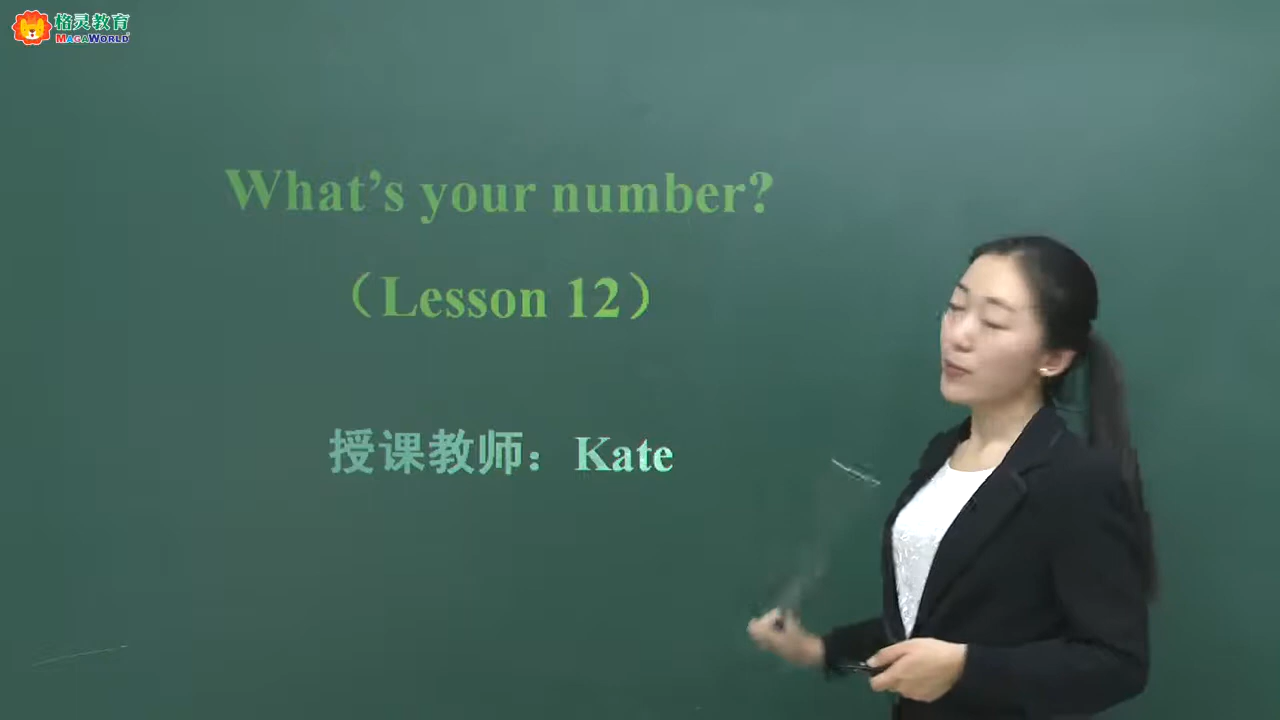 格灵教育
MAGAWORLD
What's your number?
（Lesson 12）
授课教师：Kate